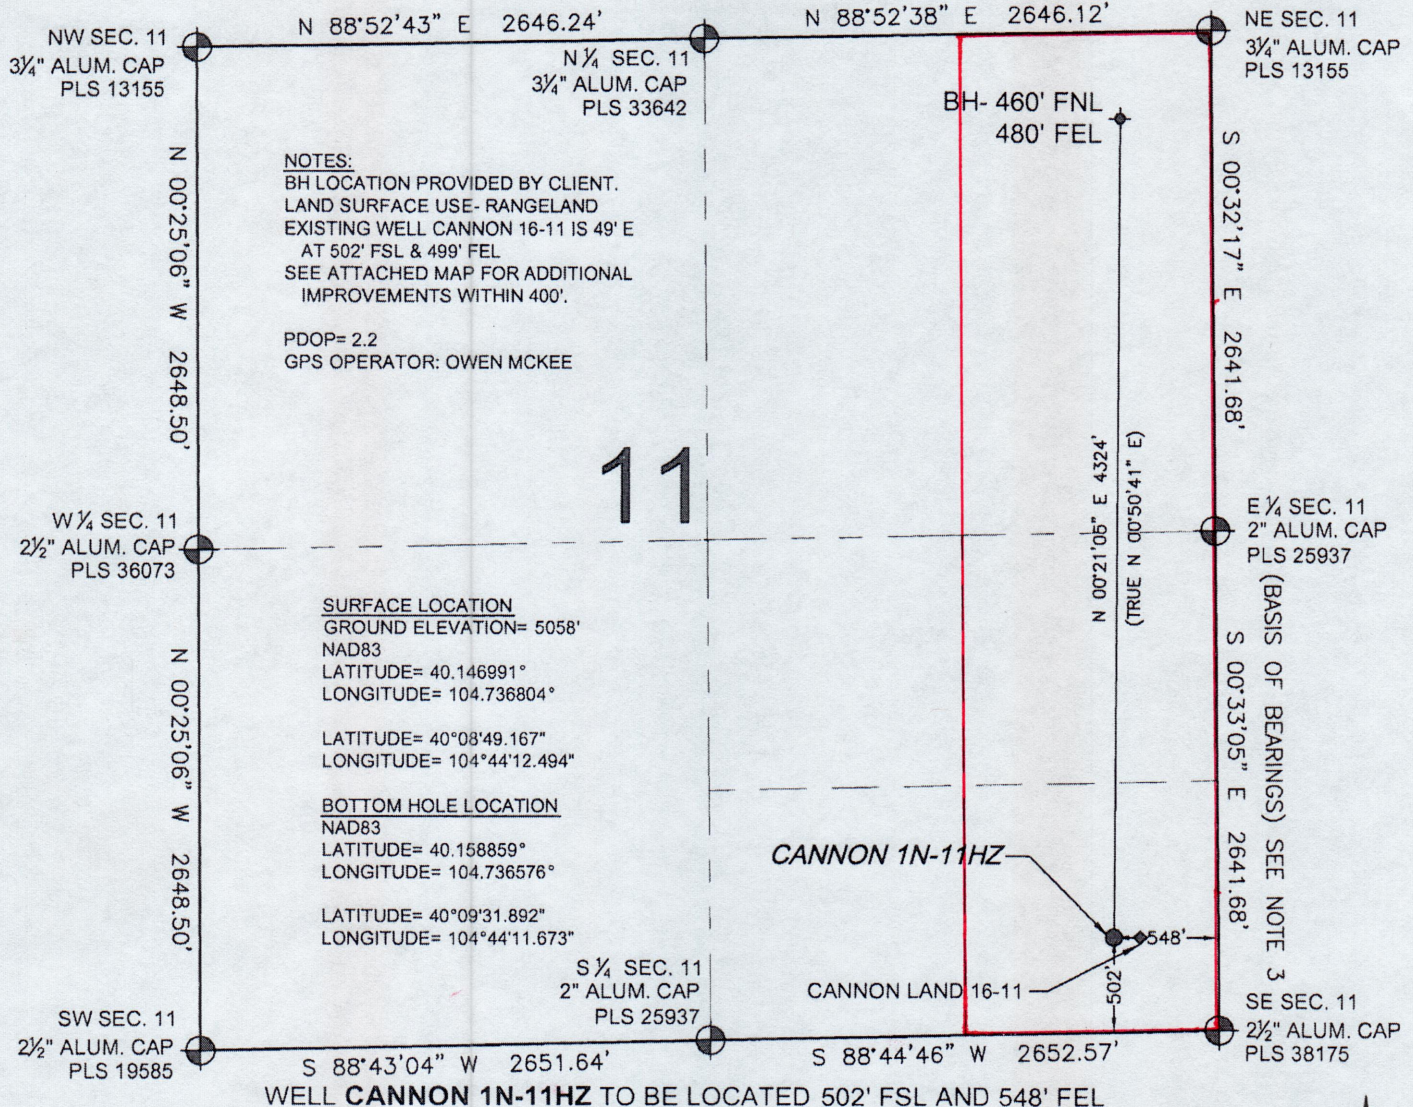 N 88°52'43" E 2646.24'
N 88°52'38" E 2646.12'
NW SEC. 11
3¼" ALUM. CAP
PLS 13155
N ¼ SEC. 11
3¼" ALUM. CAP
PLS 33642
NE SEC. 11
3¼" ALUM. CAP
PLS 13155
BH- 460' FNL
480' FEL
N 00°25'06" W 2648.50'
NOTES:
BH LOCATION PROVIDED BY CLIENT.
LAND SURFACE USE- RANGELAND
EXISTING WELL CANNON 16-11 IS 49' E
AT 502' FSL & 499' FEL
SEE ATTACHED MAP FOR ADDITIONAL
IMPROVEMENTS WITHIN 400'.
PDOP= 2.2
GPS OPERATOR: OWEN MCKEE
S 00°32'17" E 2641.68'
11
N 00°21'05" E 4324'
(TRUE N 00°50'41" E)
W ¼ SEC. 11
2½" ALUM. CAP
PLS 36073
E ¼ SEC. 11
2" ALUM. CAP
PLS 25937
SURFACE LOCATION
GROUND ELEVATION= 5058'
NAD83
LATITUDE= 40.146991°
LONGITUDE= 104.736804°
LATITUDE= 40°08'49.167"
LONGITUDE= 104°44'12.494"
BOTTOM HOLE LOCATION
NAD83
LATITUDE= 40.158859°
LONGITUDE= 104.736576°
LATITUDE= 40°09'31.892"
LONGITUDE= 104°44'11.673"
N 00°25'06" W 2648.50'
S 00°33'05" E 2641.68'
(BASIS OF BEARINGS) SEE NOTE 3
CANNON 1N-11HZ
548'
502'
CANNON LAND 16-11
S ¼ SEC. 11
2" ALUM. CAP
PLS 25937
SW SEC. 11
2½" ALUM. CAP
PLS 19585
SE SEC. 11
2½" ALUM. CAP
PLS 38175
S 88°43'04" W 2651.64'
S 88°44'46" W 2652.57'
WELL CANNON 1N-11HZ TO BE LOCATED 502' FSL AND 548' FEL